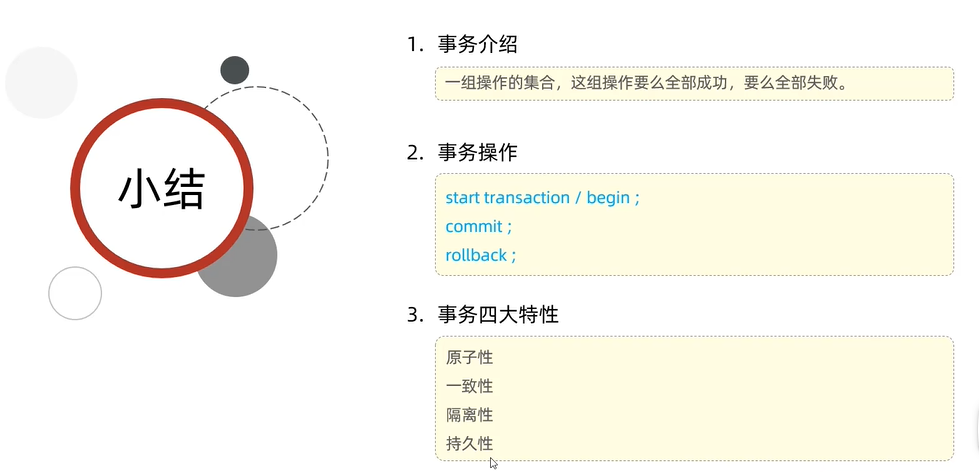 小结
1. 事务介绍
一组操作的集合，这组操作要么全部成功，要么全部失败。
2. 事务操作
start transaction / begin ;
commit ;
rollback ;
3. 事务四大特性
原子性
一致性
隔离性
持久性